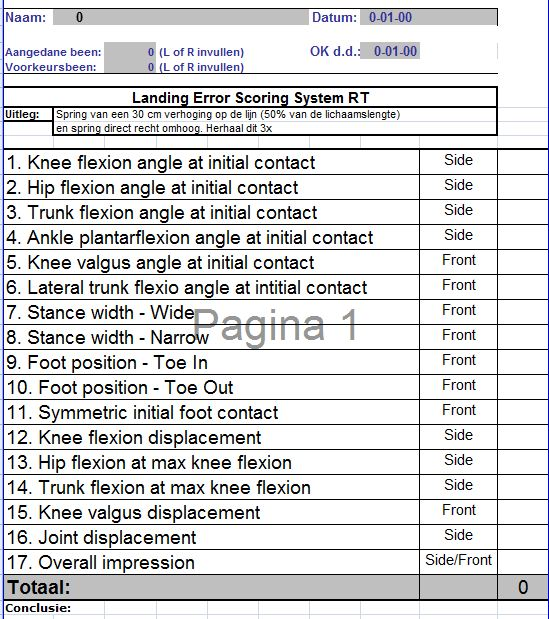 Naam: 0 Datum: 0-01-00
Aangedane been: 0 (L of R invullen) OK d.d.: 0-01-00
Voorkeursbeen: 0 (L of R invullen)
Landing Error Scoring System RT
Uitleg: Spring van een 30 cm verhoging op de lijn (50% van de lichaamslengte)
en spring direct recht omhoog. Herhaal dit 3x
1. Knee flexion angle at initial contact Side
2. Hip flexion angle at initial contact Side
3. Trunk flexion angle at initial contact Side
4. Ankle plantarflexion angle at initial contact Side
5. Knee valgus angle at initial contact Front
6. Lateral trunk flexio angle at intitial contact Front
7. Stance width - Wide Front
Pagina 1
8. Stance width - Narrow Front
9. Foot position - Toe In Front
10. Foot position - Toe Out Front
11. Symmetric initial foot contact Front
12. Knee flexion displacement Side
13. Hip flexion at max knee flexion Side
14. Trunk flexion at max knee flexion Side
15. Knee valgus displacement Front
16. Joint displacement Side
17. Overall impression Side/Front
Totaal: 0
Conclusie: